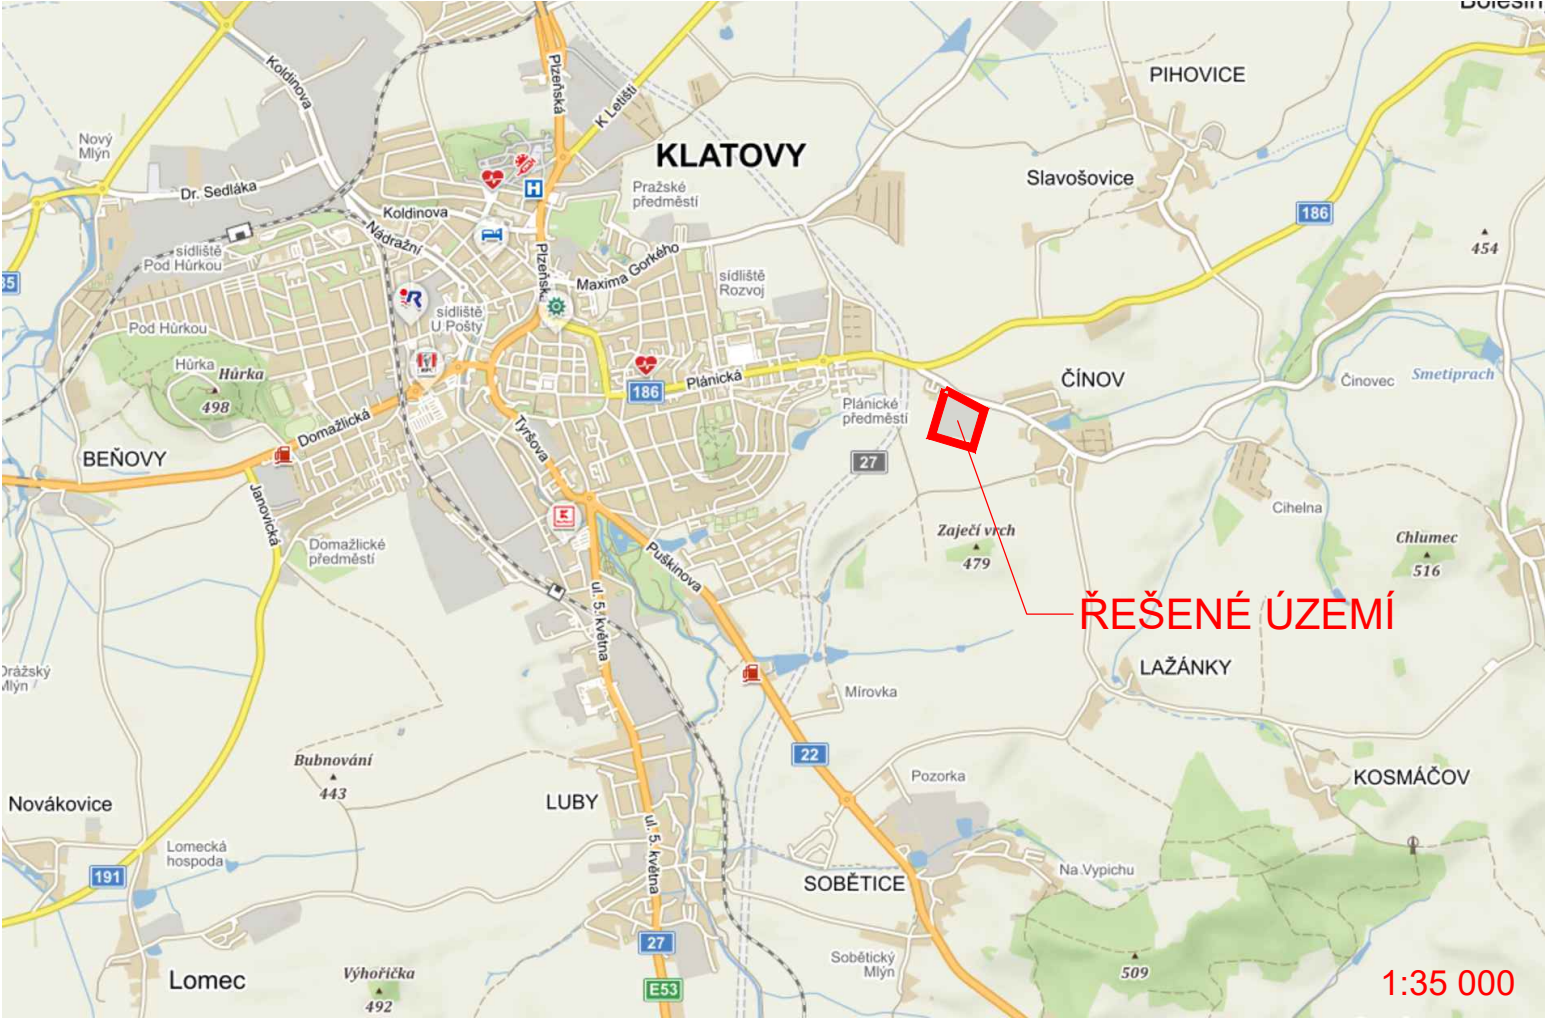 Bolešiny
PIHOVICE
Koldinova
Plzeňská
K Letišti
Nový
Mlýn
KLATOVY
Slavošovice
Dr. Sedláka
Pražské
předměstí
H
Koldinova
186
Nádražní
454
sídliště
Pod Hůrkou
Plzeňská
Maxima Gorkého
sídliště
Rozvoj
R
sídliště
U Pošty
Pod Hůrkou
Hůrka
Hůrka
498
KFC
186
Plánická
ČÍNOV
Činovec
Smetiprach
Plánické
předměstí
Domažlická
Tyršova
BEŇOVY
27
Janovická
Cihelna
Zaječí vrch
479
Chlumec
516
Domažlické
předměstí
Puškinova
ul. 5. května
ŘEŠENÉ ÚZEMÍ
LAŽÁNKY
Drážský
Mlýn
Mírovka
22
Bubnování
443
Pozorka
KOSMÁČOV
Novákovice
LUBY
ul. 5. května
Lomecká
hospoda
191
SOBĚTICE
Na Vypichu
27
Sobětický
Mlýn
Lomec
Výhořička
492
E53
509
1:35 000